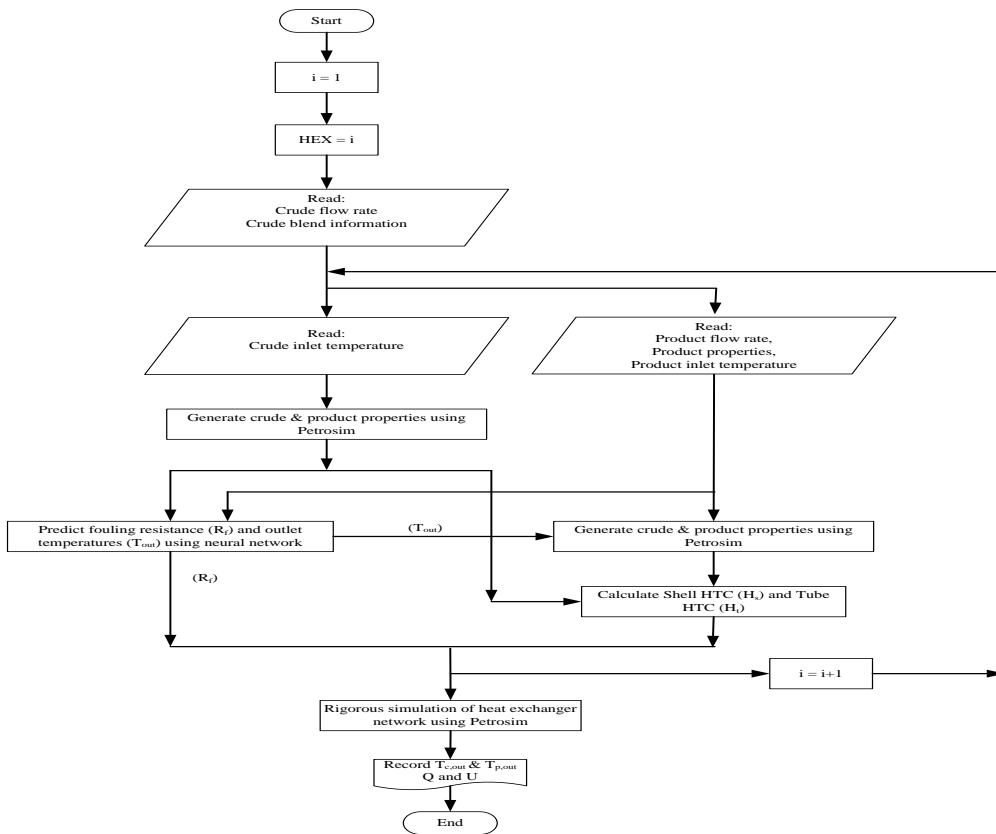 Start
i = 1
HEX = i
Read:
Crude flow rate
Crude blend information
Read:
Crude inlet temperature
Read:
Product flow rate,
Product properties,
Product inlet temperature
Generate crude & product properties using
Petrosim
Predict fouling resistance (Rf) and outlet
temperatures (Tout) using neural network
(Tout)
Generate crude & product properties using
Petrosim
(Rf)
Calculate Shell HTC (Hs) and Tube
HTC (Ht)
i = i+1
Rigorous simulation of heat exchanger
network using Petrosim
Record Tc,out & Tp,out
Q and U
End